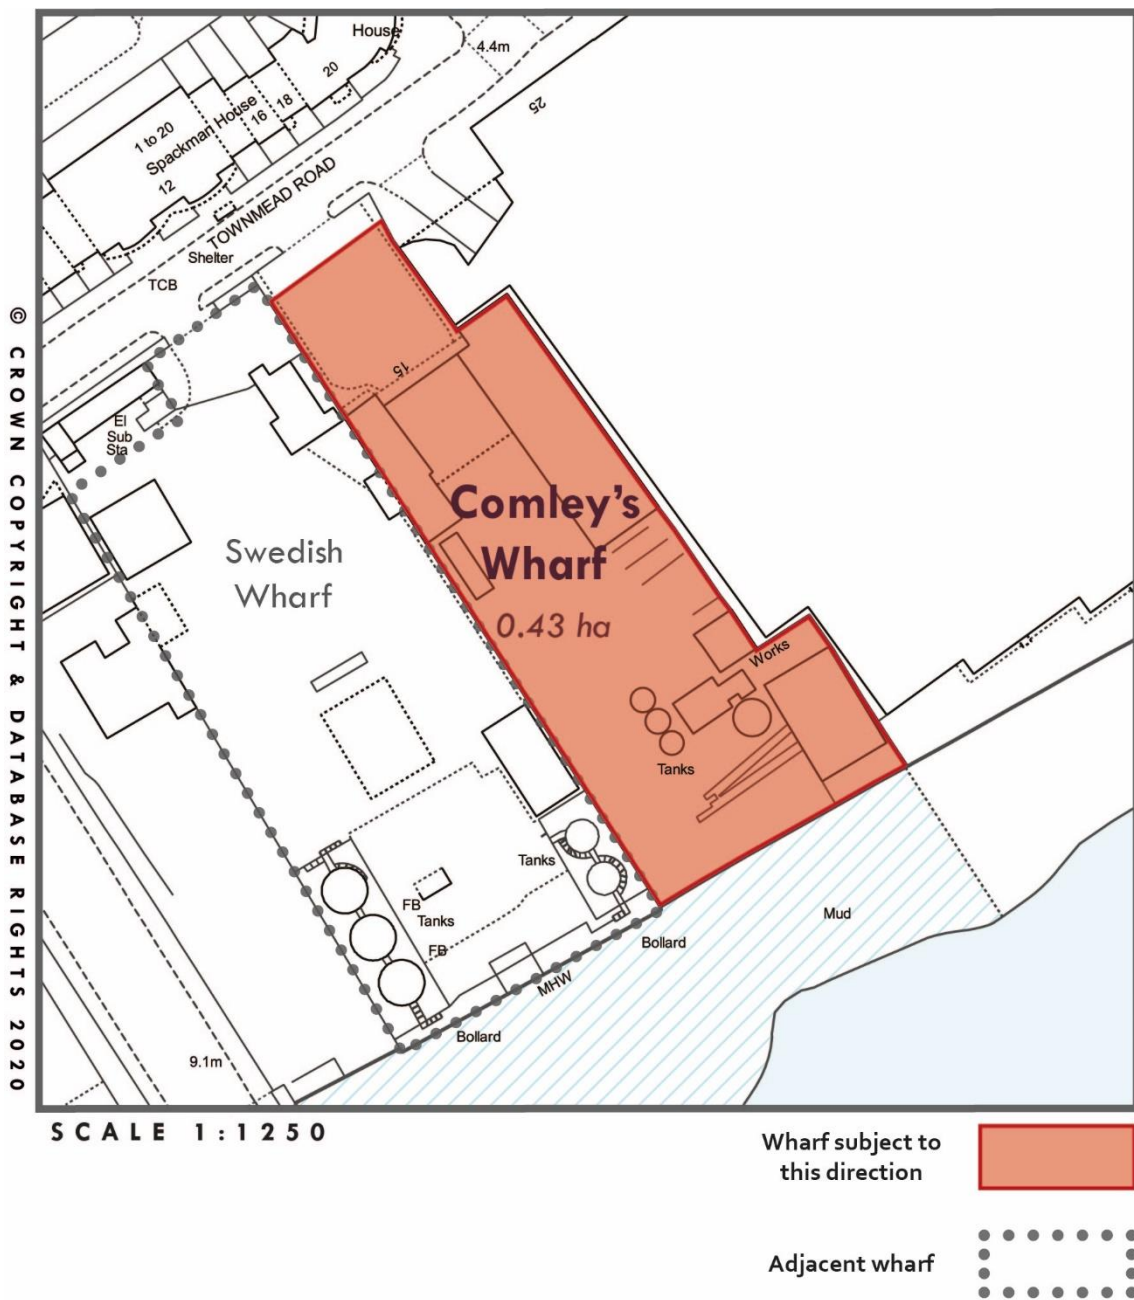 House
4.4m
20
25
18
16
1 to 20
Spackman House
12
TOWNMEAD ROAD
Shelter
TCB
15
El
Sub
Sta
Comley's
Wharf
0.43 ha
Swedish
Wharf
Works
Tanks
Tanks
FB
Tanks
FB
Mud
Bollard
MHW
Bollard
9.1m
© CROWN COPYRIGHT & DATABASE RIGHTS 2020
SCALE 1:1250
Wharf subject to
this direction
Adjacent wharf